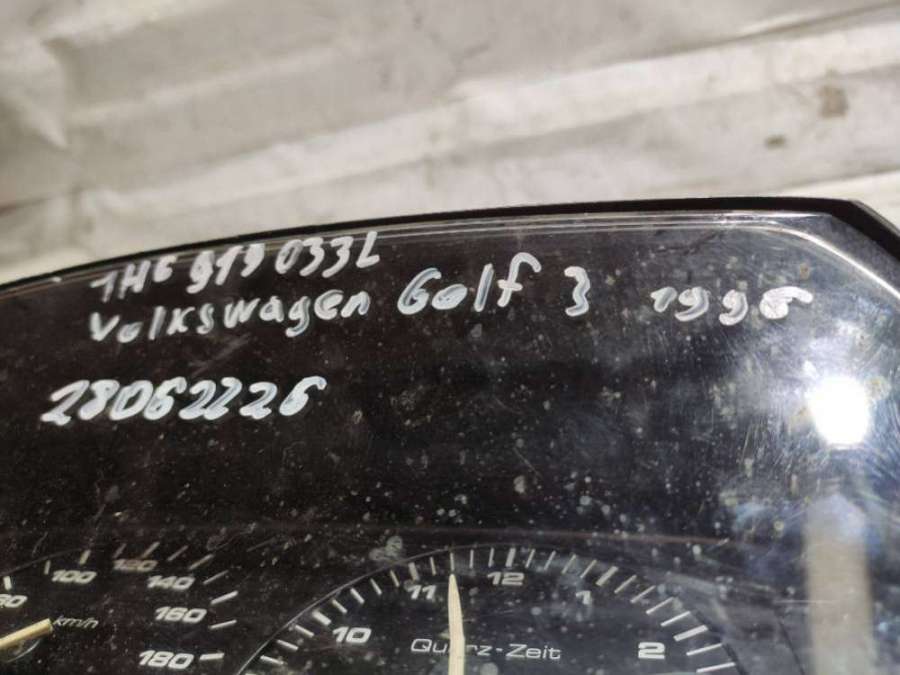 1H6 919 033L
Volkswagen Golf 3 1996
28062226
80 100 120 140 160 180
km/h
10 11 12 1 2
Quarz-Zeit